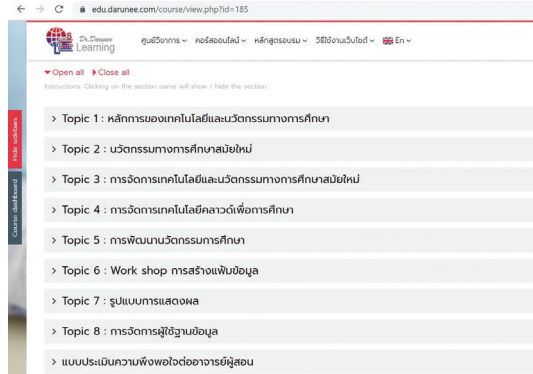 edu.darunee.com/course/view.php?id=185
Dr.Darunee
Learning
ศูนย์วิชาการ คอร์สออนไลน์ หลักสูตรอบรม วิธีใช้งานเว็บไซต์ En
Open all Close all
Instructions: Clicking on the section name will show / hide the section.
Hide sidebars
Course dashboard
Topic 1 : หลักการของเทคโนโลยีและนวัตกรรมทางการศึกษา
Topic 2 : นวัตกรรมทางการศึกษาสมัยใหม่
Topic 3 : การจัดการเทคโนโลยีและนวัตกรรมทางการศึกษาสมัยใหม่
Topic 4 : การจัดการเทคโนโลยีคลาวด์เพื่อการศึกษา
Topic 5 : การพัฒนานวัตกรรมการศึกษา
Topic 6 : Work shop การสร้างแฟ้มข้อมูล
Topic 7 : รูปแบบการแสดงผล
Topic 8 : การจัดการผู้ใช้ฐานข้อมูล
แบบประเมินความพึงพอใจต่ออาจารย์ผู้สอน